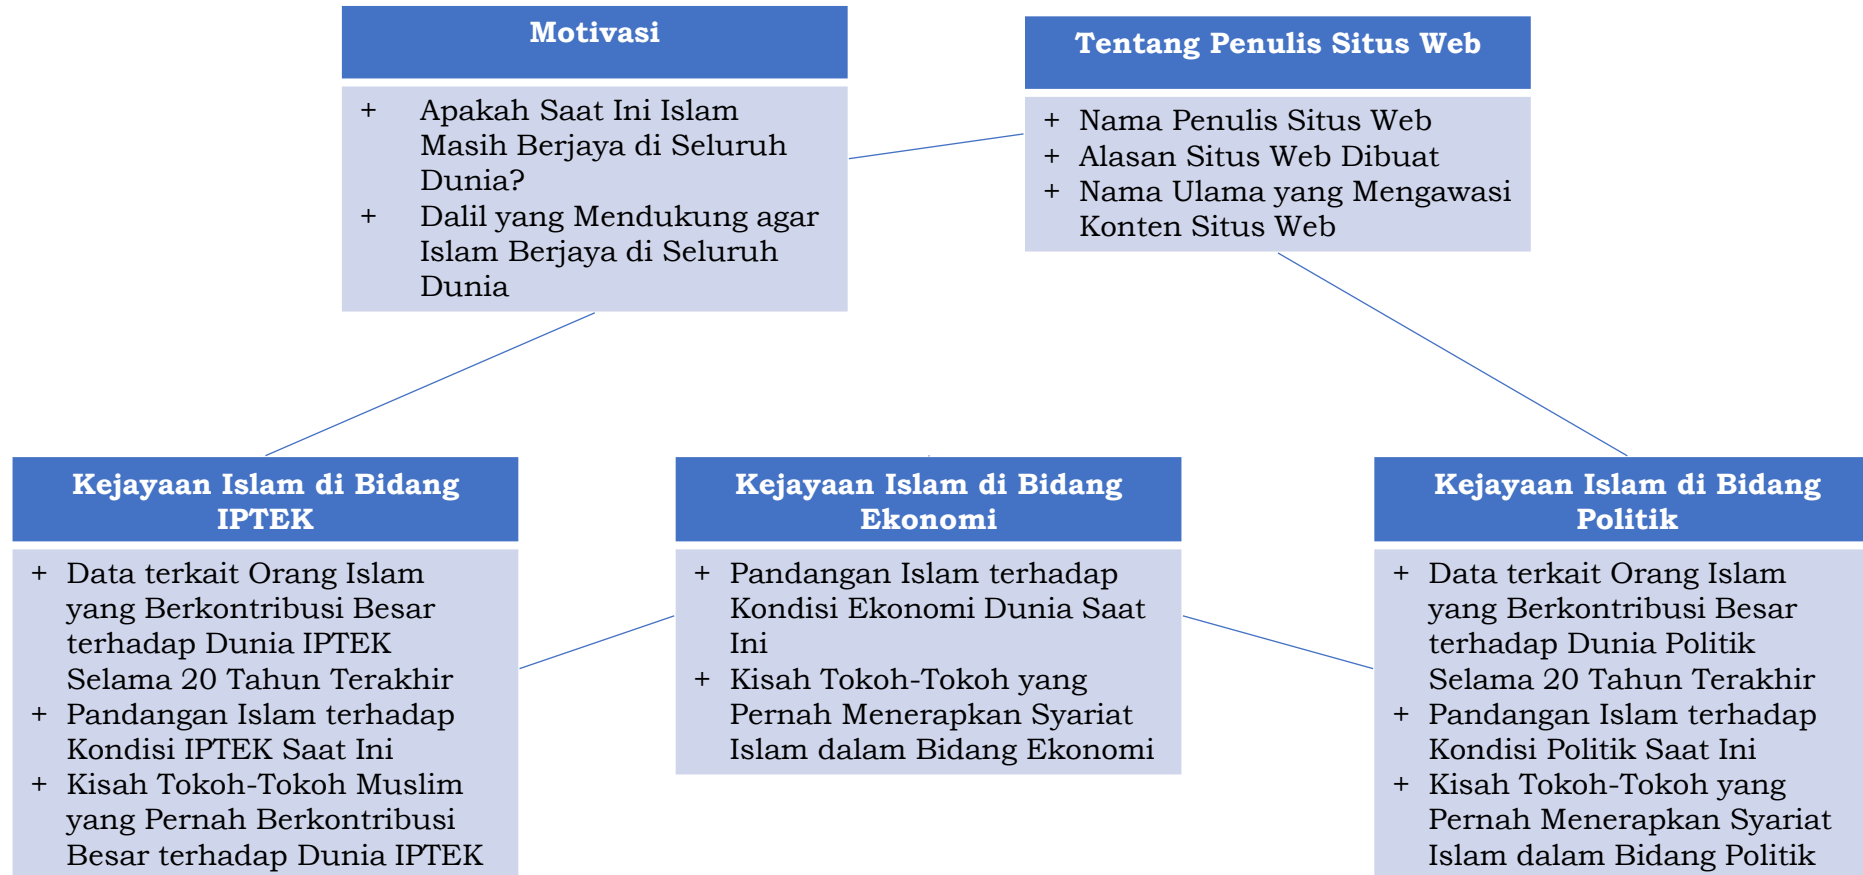 Motivasi
+ Apakah Saat Ini Islam
Masih Berjaya di Seluruh
Dunia?
+ Dalil yang Mendukung agar
Islam Berjaya di Seluruh
Dunia
Tentang Penulis Situs Web
+ Nama Penulis Situs Web
+ Alasan Situs Web Dibuat
+ Nama Ulama yang Mengawasi
Konten Situs Web
Kejayaan Islam di Bidang
IPTEK
+ Data terkait Orang Islam
yang Berkontribusi Besar
terhadap Dunia IPTEK
Selama 20 Tahun Terakhir
+ Pandangan Islam terhadap
Kondisi IPTEK Saat Ini
+ Kisah Tokoh-Tokoh Muslim
yang Pernah Berkontribusi
Besar terhadap Dunia IPTEK
Kejayaan Islam di Bidang
Ekonomi
+ Pandangan Islam terhadap
Kondisi Ekonomi Dunia Saat
Ini
+ Kisah Tokoh-Tokoh yang
Pernah Menerapkan Syariat
Islam dalam Bidang Ekonomi
Kejayaan Islam di Bidang
Politik
+ Data terkait Orang Islam
yang Berkontribusi Besar
terhadap Dunia Politik
Selama 20 Tahun Terakhir
+ Pandangan Islam terhadap
Kondisi Politik Saat Ini
+ Kisah Tokoh-Tokoh yang
Pernah Menerapkan Syariat
Islam dalam Bidang Politik